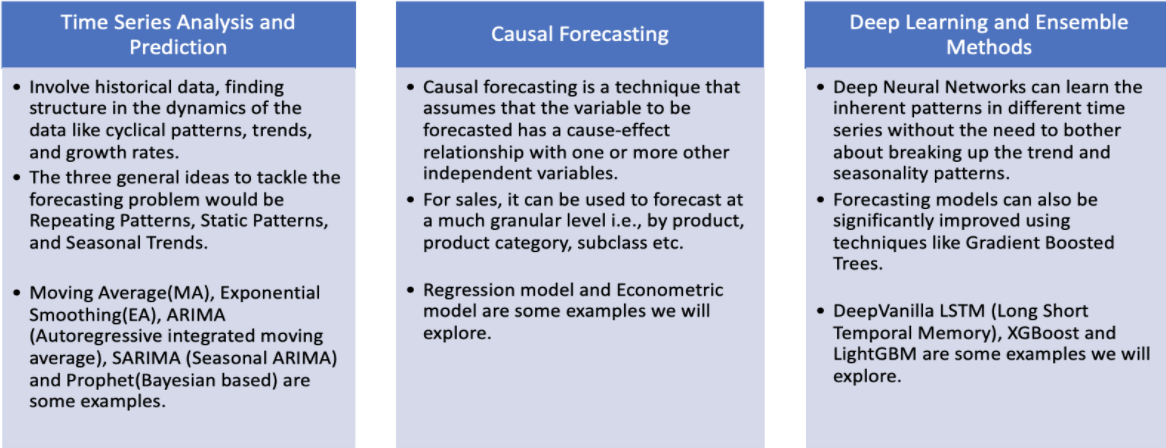 Time Series Analysis and
Prediction
• Involve historical data, finding
structure in the dynamics of the
data like cyclical patterns, trends,
and growth rates.
• The three general ideas to tackle the
forecasting problem would be
Repeating Patterns, Static Patterns,
and Seasonal Trends.
• Moving Average(MA), Exponential
Smoothing(EA), ARIMA
(Autoregressive integrated moving
average), SARIMA (Seasonal ARIMA)
and Prophet(Bayesian based) are
some examples.
Causal Forecasting
• Causal forecasting is a technique that
assumes that the variable to be
forecasted has a cause-effect
relationship with one or more other
independent variables.
• For sales, it can be used to forecast at
a much granular level i.e., by product,
product category, subclass etc.
• Regression model and Econometric
model are some examples we will
explore.
Deep Learning and Ensemble
Methods
• Deep Neural Networks can learn the
inherent patterns in different time
series without the need to bother
about breaking up the trend and
seasonality patterns.
• Forecasting models can also be
significantly improved using
techniques like Gradient Boosted
Trees.
• DeepVanilla LSTM (Long Short
Temporal Memory), XGBoost and
LightGBM are some examples we will
explore.